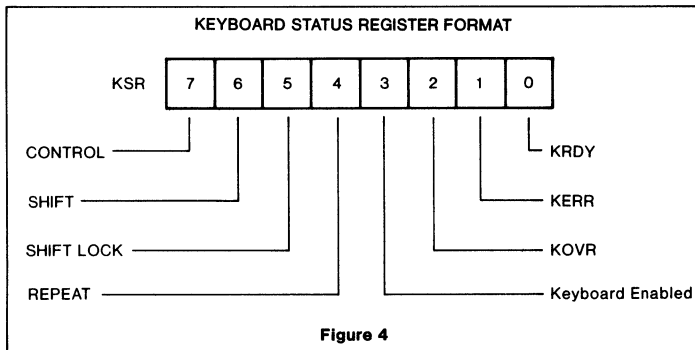 KEYBOARD STATUS REGISTER FORMAT
KSR 7 6 5 4 3 2 1 0
CONTROL KRDY
SHIFT KERR
SHIFT LOCK KOVR
REPEAT Keyboard Enabled
Figure 4